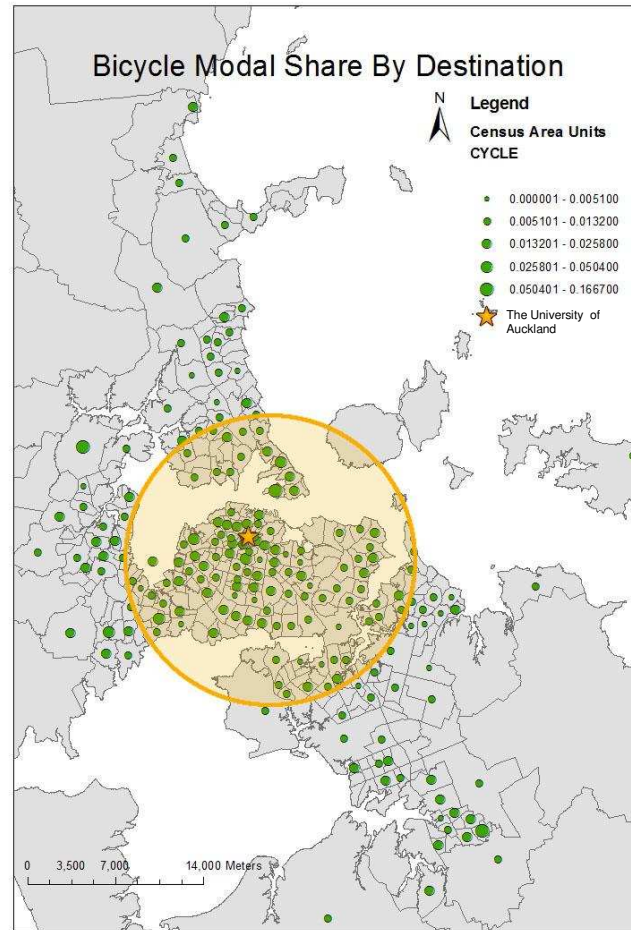 Bicycle Modal Share By Destination
N
Legend
Census Area Units
CYCLE
0.000001 - 0.005100
0.005101 - 0.013200
0.013201 - 0.025800
0.025801 - 0.050400
0.050401 - 0.166700
The University of
Auckland
0 3,500 7,000 14,000 Meters